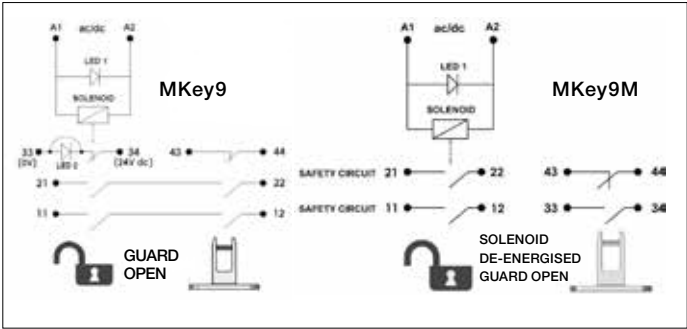 A1 ac/dc A2
LED 1
SOLENOID
MKey9
33 34 43 44
(0V) LED 2 (24V dc)
21 22
11 12
GUARD
OPEN
A1 ac/dc A2
LED 1
SOLENOID
MKey9M
SAFETY CIRCUIT 21 22 43 44
SAFETY CIRCUIT 11 12 33 34
SOLENOID
DE-ENERGISED
GUARD OPEN